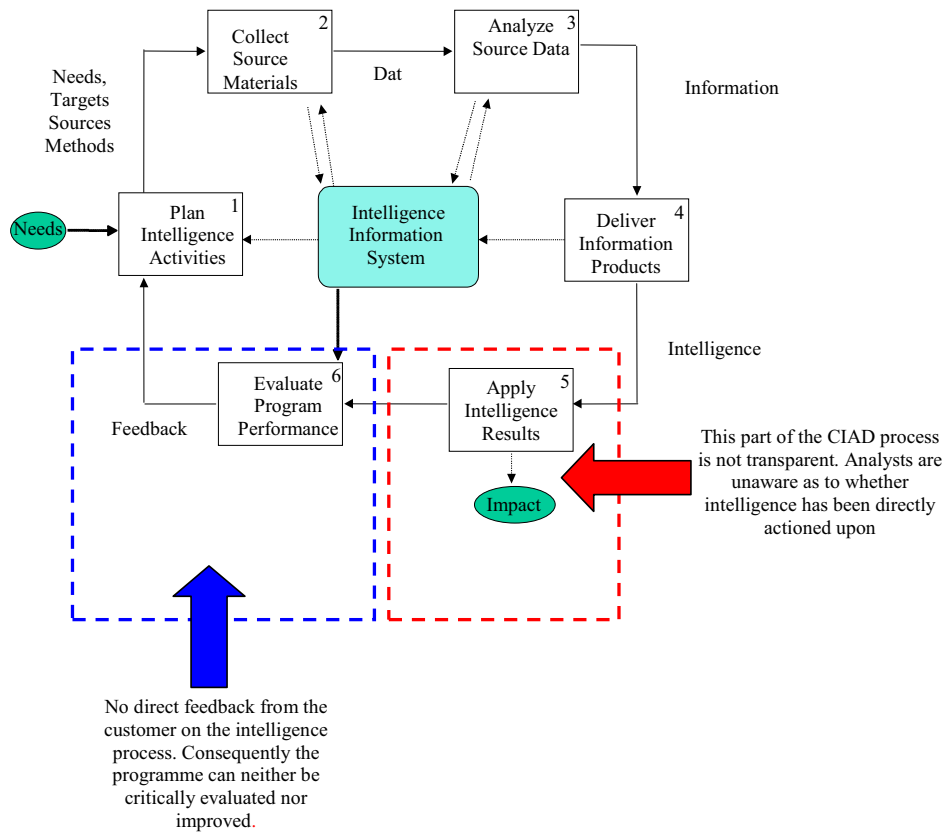 2
Collect
Source
Materials
3
Analyze
Source Data
Dat
Information
Needs,
Targets
Sources
Methods
Needs
1
Plan
Intelligence
Activities
Intelligence
Information
System
4
Deliver
Information
Products
Intelligence
6
Evaluate
Program
Performance
Feedback
5
Apply
Intelligence
Results
Impact
This part of the CIAD process
is not transparent. Analysts are
unaware as to whether
intelligence has been directly
actioned upon
No direct feedback from the
customer on the intelligence
process. Consequently the
programme can neither be
critically evaluated nor
improved.